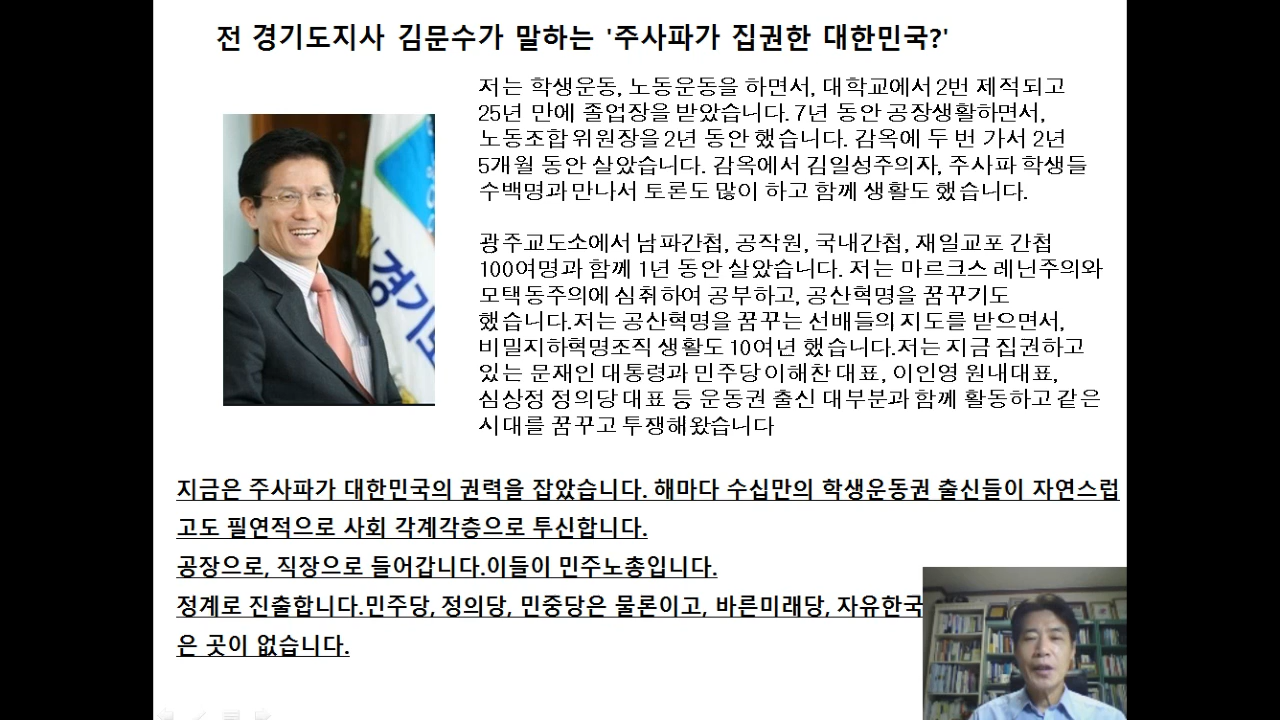 전 경기도지사 김문수가 말하는 '주사파가 집권한 대한민국?'
저는 학생운동, 노동운동을 하면서, 대학교에서 2번 제적되고
25년 만에 졸업장을 받았습니다. 7년 동안 공장생활하면서,
노동조합 위원장을 2년 동안 했습니다. 감옥에 두 번 가서 2년
5개월 동안 살았습니다. 감옥에서 김일성주의자, 주사파 학생들
수백명과 만나서 토론도 많이 하고 함께 생활도 했습니다.
광주교도소에서 남파간첩, 공작원, 국내간첩, 재일교포 간첩
100여명과 함께 1년 동안 살았습니다. 저는 마르크스 레닌주의와
모택동주의에 심취하여 공부하고, 공산혁명을 꿈꾸기도
했습니다.저는 공산혁명을 꿈꾸는 선배들의 지도를 받으면서,
비밀지하혁명조직 생활도 10여년 했습니다.저는 지금 집권하고
있는 문재인 대통령과 민주당 이해찬 대표, 이인영 원내대표,
심상정 정의당 대표 등 운동권 출신 대부분과 함께 활동하고 같은
시대를 꿈꾸고 투쟁해왔습니다
경기도
지금은 주사파가 대한민국의 권력을 잡았습니다. 해마다 수십만의 학생운동권 출신들이 자연스럽
고도 필연적으로 사회 각계각층으로 투신합니다.
공장으로, 직장으로 들어갑니다.이들이 민주노총입니다.
정계로 진출합니다.민주당, 정의당, 민중당은 물론이고, 바른미래당, 자유한국
은 곳이 없습니다.